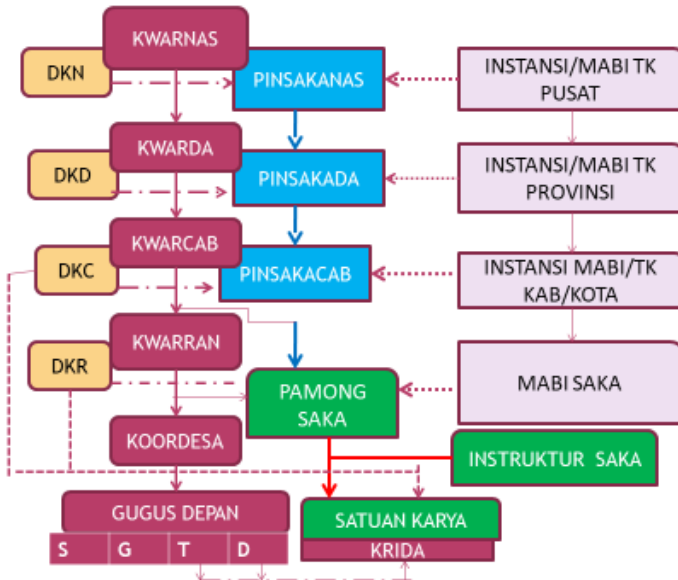 KWARNAS
DKN
PINSAKANAS
INSTANSI/MABI TK
PUSAT
KWARDA
DKD
PINSAKADA
INSTANSI/MABI TK
PROVINSI
KWARCAB
DKC
PINSAKACAB
INSTANSI MABI/TK
KAB/KOTA
KWARRAN
DKR
PAMONG
SAKA
MABI SAKA
KOORDESA
INSTRUKTUR SAKA
GUGUS DEPAN
S G T D
SATUAN KARYA
KRIDA